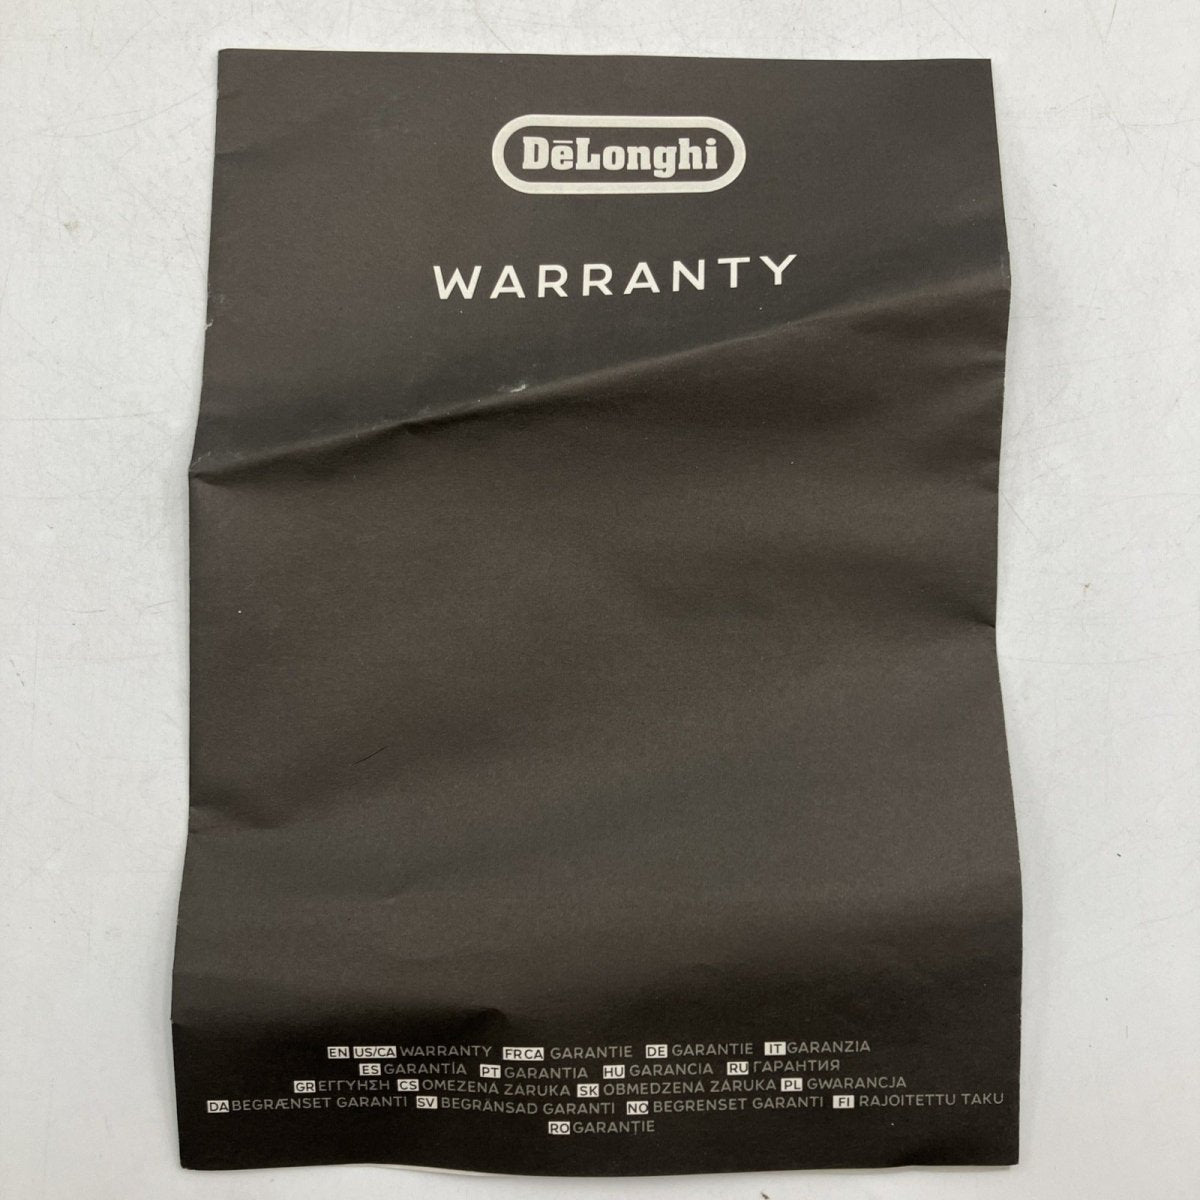 DēLonghi
WARRANTY
EN US/CA WARRANTY FRCA GARANTIE DE GARANTIE IT GARANZIA
ES GARANTÍA PT GARANTIA HU GARANCIA RU ГАРАНТИЯ
GR ΕΓΓΥΗΣΗ CS OMEZENÁ ZÁRUKA SK OBMEDZENÁ ZÁRUKA PL GWARANCJA
DA BEGRÆNSET GARANTI SV BEGRÄNSAD GARANTI NO BEGRENSET GARANTI FI RAJOITETTU TAKU
RO GARANȚIE